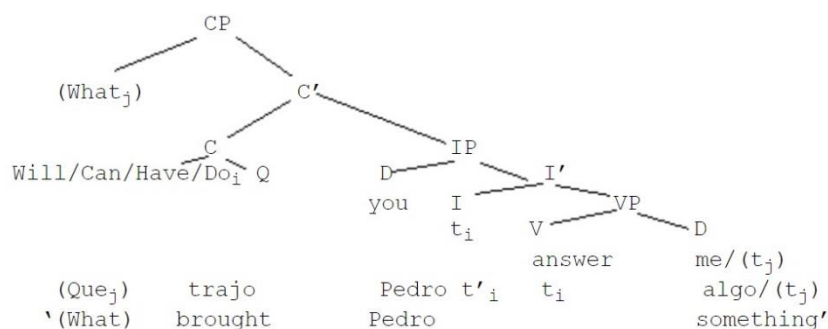 CP
(Whatj) C'
C IP
Will/Can/Have/Doi Q D I'
you I VP
ti V D
answer me/(tj)
(Quej) trajo Pedro t'i ti algo/(tj)
'(What) brought Pedro something'